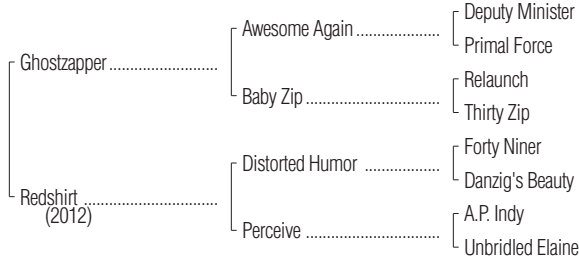 Deputy Minister
Awesome Again ....................
Primal Force
Ghostzapper ..........................
Relaunch
Baby Zip ................................
Thirty Zip
Forty Niner
Distorted Humor ..................
Danzig's Beauty
Redshirt ................................
(2012)
A.P. Indy
Perceive ................................
Unbridled Elaine